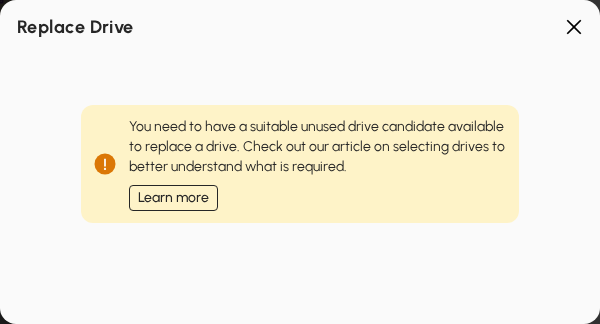 Replace Drive
You need to have a suitable unused drive candidate available
to replace a drive. Check out our article on selecting drives to
better understand what is required.
Learn more